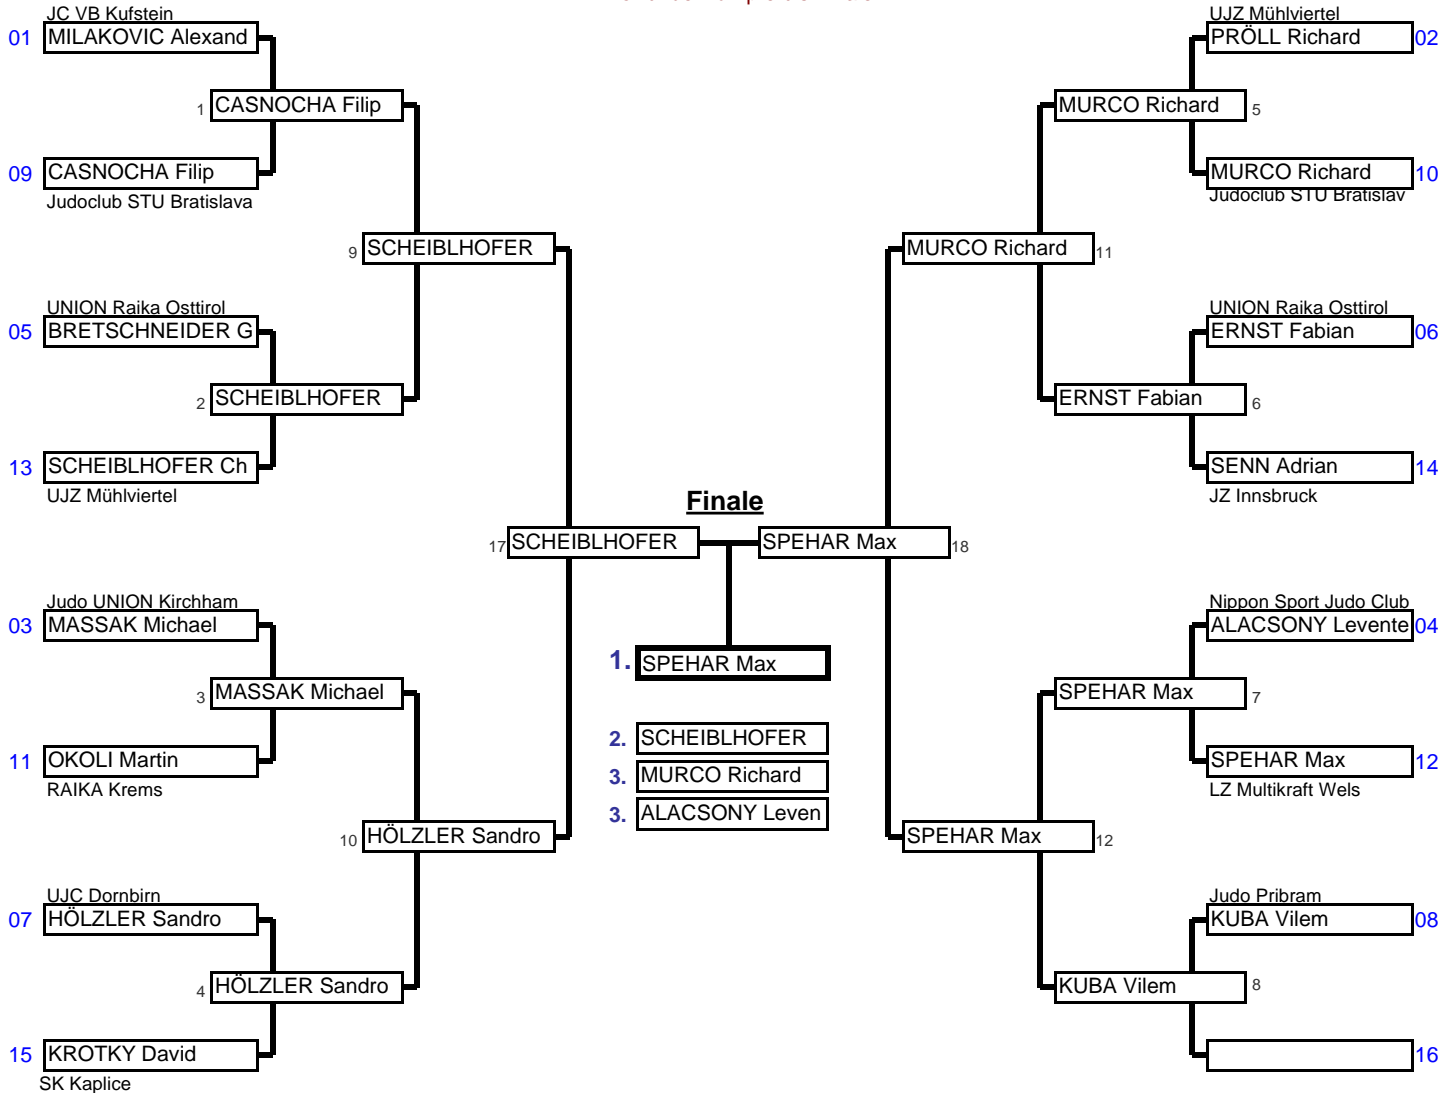 JC VB Kufstein
01 MILAKOVIC Alexand
1 CASNOCHA Filip
09 CASNOCHA Filip
Judoclub STU Bratislava
9 SCHEIBLHOFER
UNION Raika Osttirol
05 BRETSCHNEIDER G
2 SCHEIBLHOFER
13 SCHEIBLHOFER Ch
UJZ Mühlviertel
17 SCHEIBLHOFER
Judo UNION Kirchham
03 MASSAK Michael
3 MASSAK Michael
11 OKOLI Martin
RAIKA Krems
10 HÖLZLER Sandro
UJC Dornbirn
07 HÖLZLER Sandro
4 HÖLZLER Sandro
15 KROTKY David
SK Kaplice
Finale
1. SPEHAR Max
2. SCHEIBLHOFER
3. MURCO Richard
3. ALACSONY Leven
UJZ Mühlviertel
PRÖLL Richard 02
MURCO Richard 5
MURCO Richard 10
Judoclub STU Bratislav
MURCO Richard 11
UNION Raika Osttirol
ERNST Fabian 06
ERNST Fabian 6
SENN Adrian 14
JZ Innsbruck
SPEHAR Max 18
Nippon Sport Judo Club
ALACSONY Levente 04
SPEHAR Max 7
SPEHAR Max 12
LZ Multikraft Wels
SPEHAR Max 12
Judo Pribram
KUBA Vilem 08
KUBA Vilem 8
16